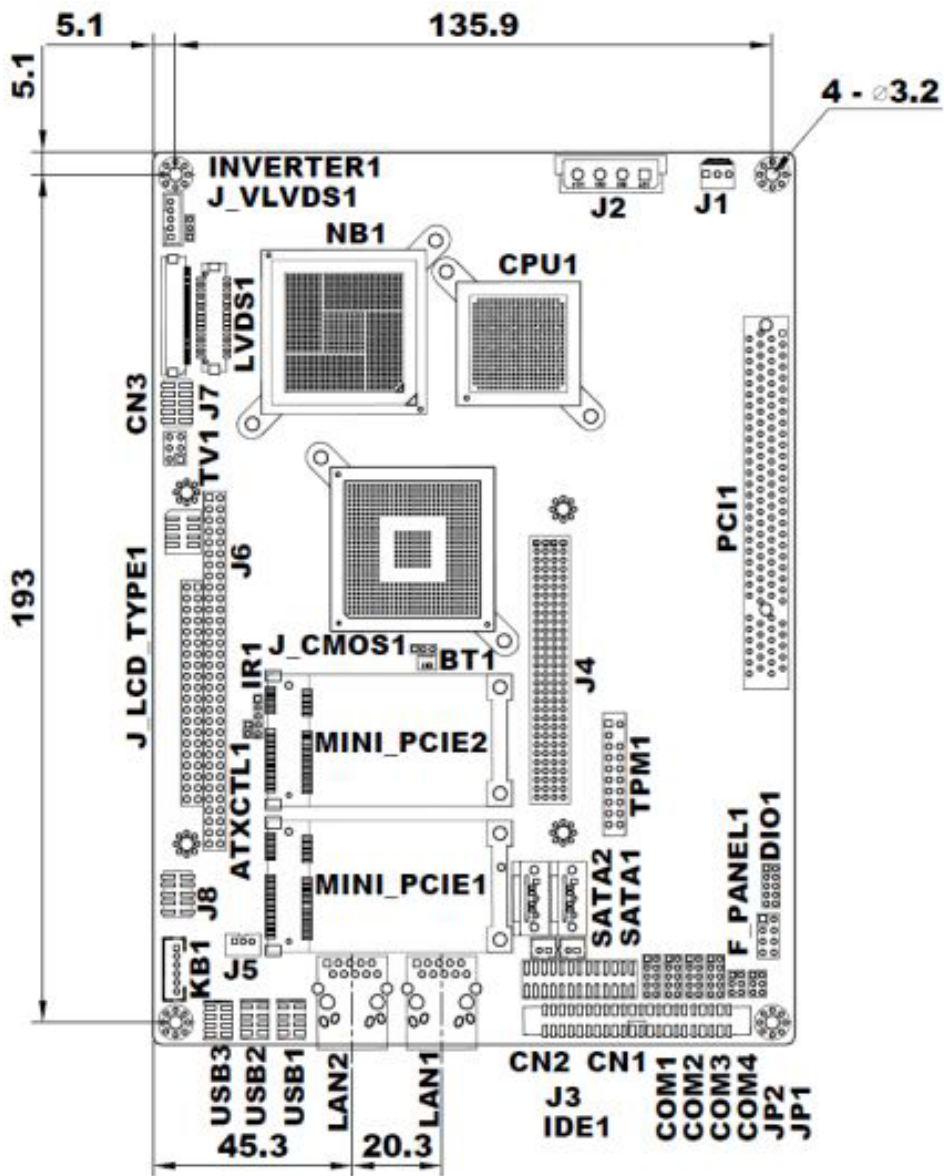 5.1
135.9
5.1
4 - ⌀3.2
INVERTER1
J_VLVDS1
J2
J1
NB1
CPU1
LVDS1
CN3
J7
TV1
PCI1
193
J6
J_LCD_TYPE1
J_CMOS1
BT1
IR1
J4
MINI_PCIE2
TPM1
ATXCTL1
MINI_PCIE1
SATA2
SATA1
F_PANEL1
DIO1
J8
J5
KB1
USB3
USB2
USB1
LAN2
LAN1
CN2
CN1
J3
IDE1
COM1
COM2
COM3
COM4
JP2
JP1
45.3
20.3